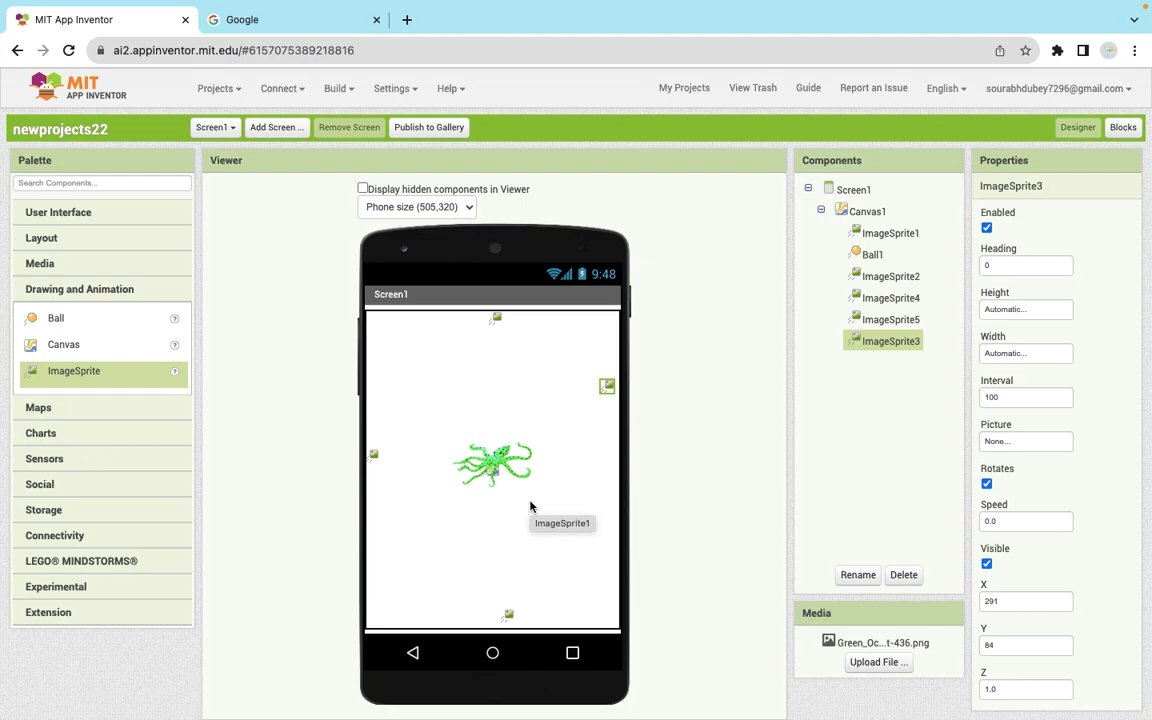 MIT App Inventor
Google
ai2.appinventor.mit.edu/#6157075389218816
MIT
APP INVENTOR
Projects
Connect
Build
Settings
Help
My Projects
View Trash
Guide
Report an Issue
English
sourabhdubey7296@gmail.com
newprojects22
Screen1
Add Screen ...
Remove Screen
Publish to Gallery
Designer
Blocks
Palette
Search Components...
User Interface
Layout
Media
Drawing and Animation
Ball
?
Canvas
?
ImageSprite
?
Maps
Charts
Sensors
Social
Storage
Connectivity
LEGO® MINDSTORMS®
Experimental
Extension
Viewer
Display hidden components in Viewer
Phone size (505,320)
9:48
Screen1
ImageSprite1
Components
Screen1
Canvas1
ImageSprite1
Ball1
ImageSprite2
ImageSprite4
ImageSprite5
ImageSprite3
Rename
Delete
Media
Green_Oc...t-436.png
Upload File ...
Properties
ImageSprite3
Enabled
Heading
0
Height
Automatic...
Width
Automatic...
Interval
100
Picture
None...
Rotates
Speed
0.0
Visible
X
291
Y
84
Z
1.0